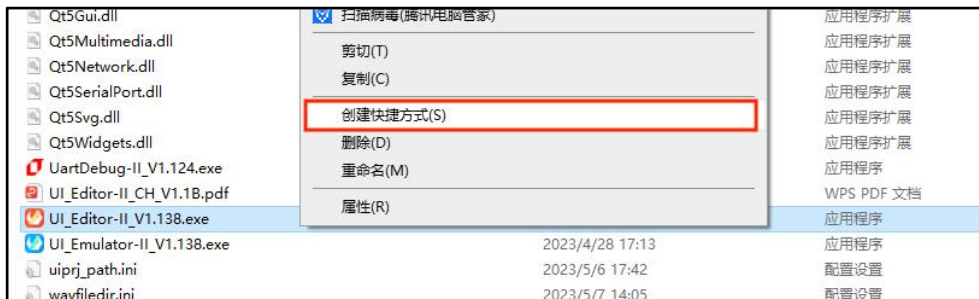 Qt5Gui.dll 扫描病毒(腾讯电脑管家) 应用程序扩展
Qt5Multimedia.dll 剪切(T) 应用程序扩展
Qt5Network.dll 复制(C) 应用程序扩展
Qt5SerialPort.dll 应用程序扩展
Qt5Svg.dll 创建快捷方式(S) 应用程序扩展
Qt5Widgets.dll 删除(D) 应用程序扩展
UartDebug-II_V1.124.exe 重命名(M) 应用程序
UI_Editor-II_CH_V1.1B.pdf 属性(R) WPS PDF 文档
UI_Editor-II_V1.138.exe 应用程序
UI_Emulator-II_V1.138.exe 2023/4/28 17:13 应用程序
uiprj_path.ini 2023/5/6 17:42 配置设置
wavfiledir.ini 2023/5/7 14:05 配置设置